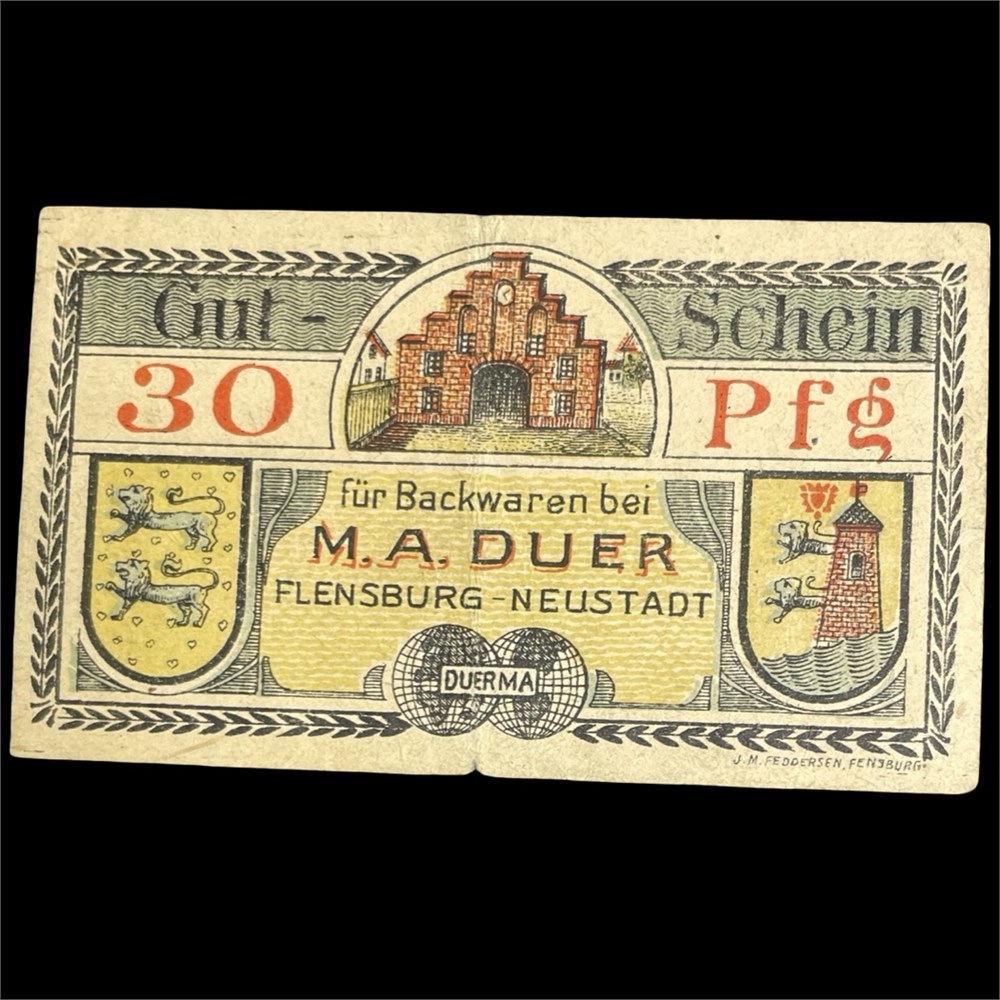 Gut - Schein
30 Pfg
für Backwaren bei
M. A. DUER
FLENSBURG - NEUSTADT
DUERMA
J. M. FEDDERSEN, FENSBURG.